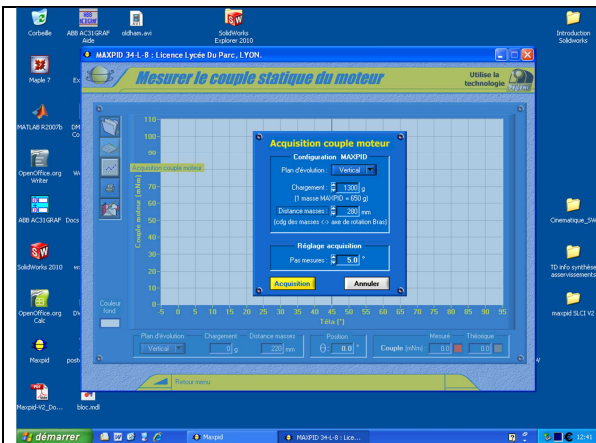 Corbeille
ABB AC31GRAF
Aide
oldham.avi
SolidWorks
Explorer 2010
Introduction
Solidworks
MAXPID 34-L-8 : Licence Lycée Du Parc, LYON.
Mesurer le couple statique du moteur
Utilise la
technologie
Maple 7
Ex
MATLAB R2007b
DM
Co
OpenOffice.org
Writer
ABB AC31GRAF
Docs
Cinematique_SW
SolidWorks 2010
TD info synthèse
asservissements
OpenOffice.org
Calc
maxpid SLCI V2
Maxpid
Maxpid-V2_Do...
bloc.mdl
Acquisition couple moteur
Couple moteur (mNm)
110
100
90
70
60
50
40
30
20
10
0
-5 0 5 10 15 20 25 30 35 40 45 50 55 60 65 70 75 80 85 90 95
Téta (°)
Acquisition couple moteur
Configuration MAXPID
Plan d'évolution : Vertical
Chargement : 1300 g
(1 masse MAXPID = 650 g)
Distance masses : 280 mm
(cdg des masses <-> axe de rotation Bras)
Réglage acquisition
Pas mesures : 5.0 °
Acquisition Annuler
Couleur
fond
Plan d'évolution Chargement Distance masses Position Mesuré Théorique
Vertical 0 g 220 mm θ : 0.0 ° Couple (mNm) : 0.0 0.0
Retour menu
démarrer
Maxpid
MAXPID 34-L-8 : Lice...
12:41